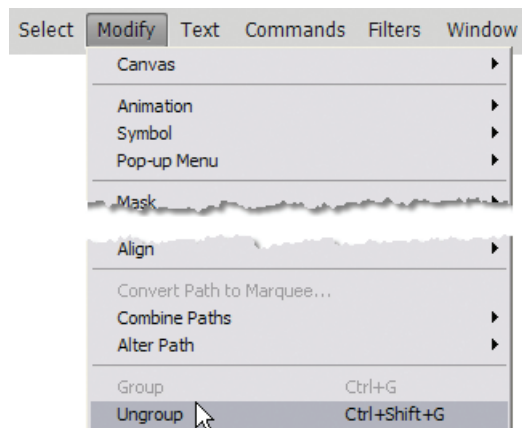 Select Modify Text Commands Filters Window
Canvas
Animation
Symbol
Pop-up Menu
Mask
Align
Convert Path to Marquee...
Combine Paths
Alter Path
Group Ctrl+G
Ungroup Ctrl+Shift+G